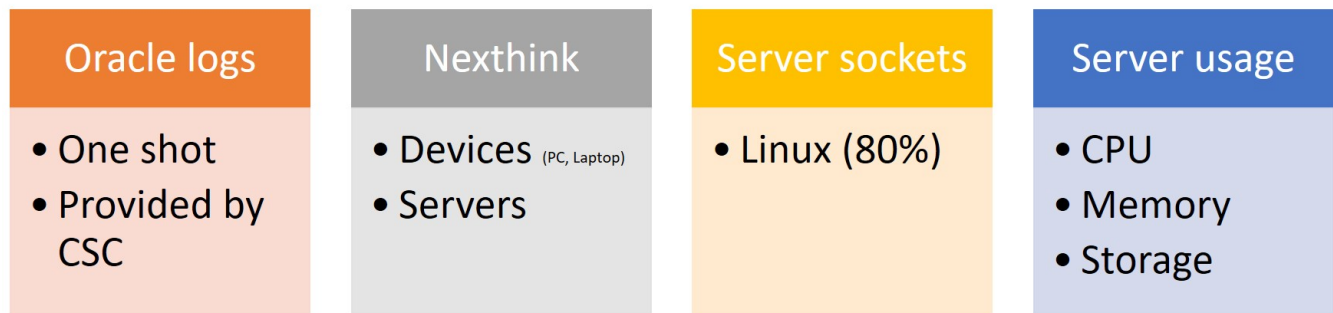 Oracle logs
• One shot
• Provided by
CSC
Nexthink
• Devices (PC, Laptop)
• Servers
Server sockets
• Linux (80%)
Server usage
• CPU
• Memory
• Storage